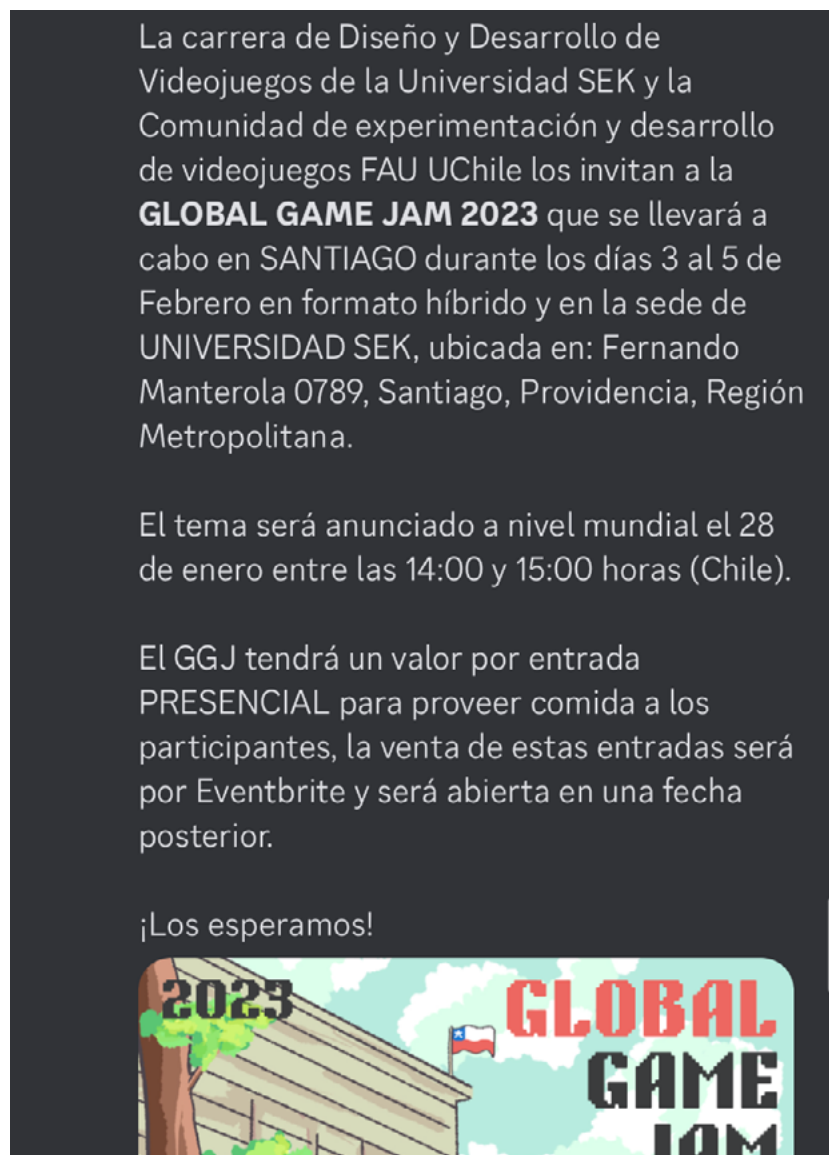 La carrera de Diseño y Desarrollo de
Videojuegos de la Universidad SEK y la
Comunidad de experimentación y desarrollo
de videojuegos FAU UChile los invitan a la
GLOBAL GAME JAM 2023 que se llevará a
cabo en SANTIAGO durante los días 3 al 5 de
Febrero en formato híbrido y en la sede de
UNIVERSIDAD SEK, ubicada en: Fernando
Manterola 0789, Santiago, Providencia, Región
Metropolitana.
El tema será anunciado a nivel mundial el 28
de enero entre las 14:00 y 15:00 horas (Chile).
El GGJ tendrá un valor por entrada
PRESENCIAL para proveer comida a los
participantes, la venta de estas entradas será
por Eventbrite y será abierta en una fecha
posterior.
¡Los esperamos!
2023
GLOBAL
GAME
JAM